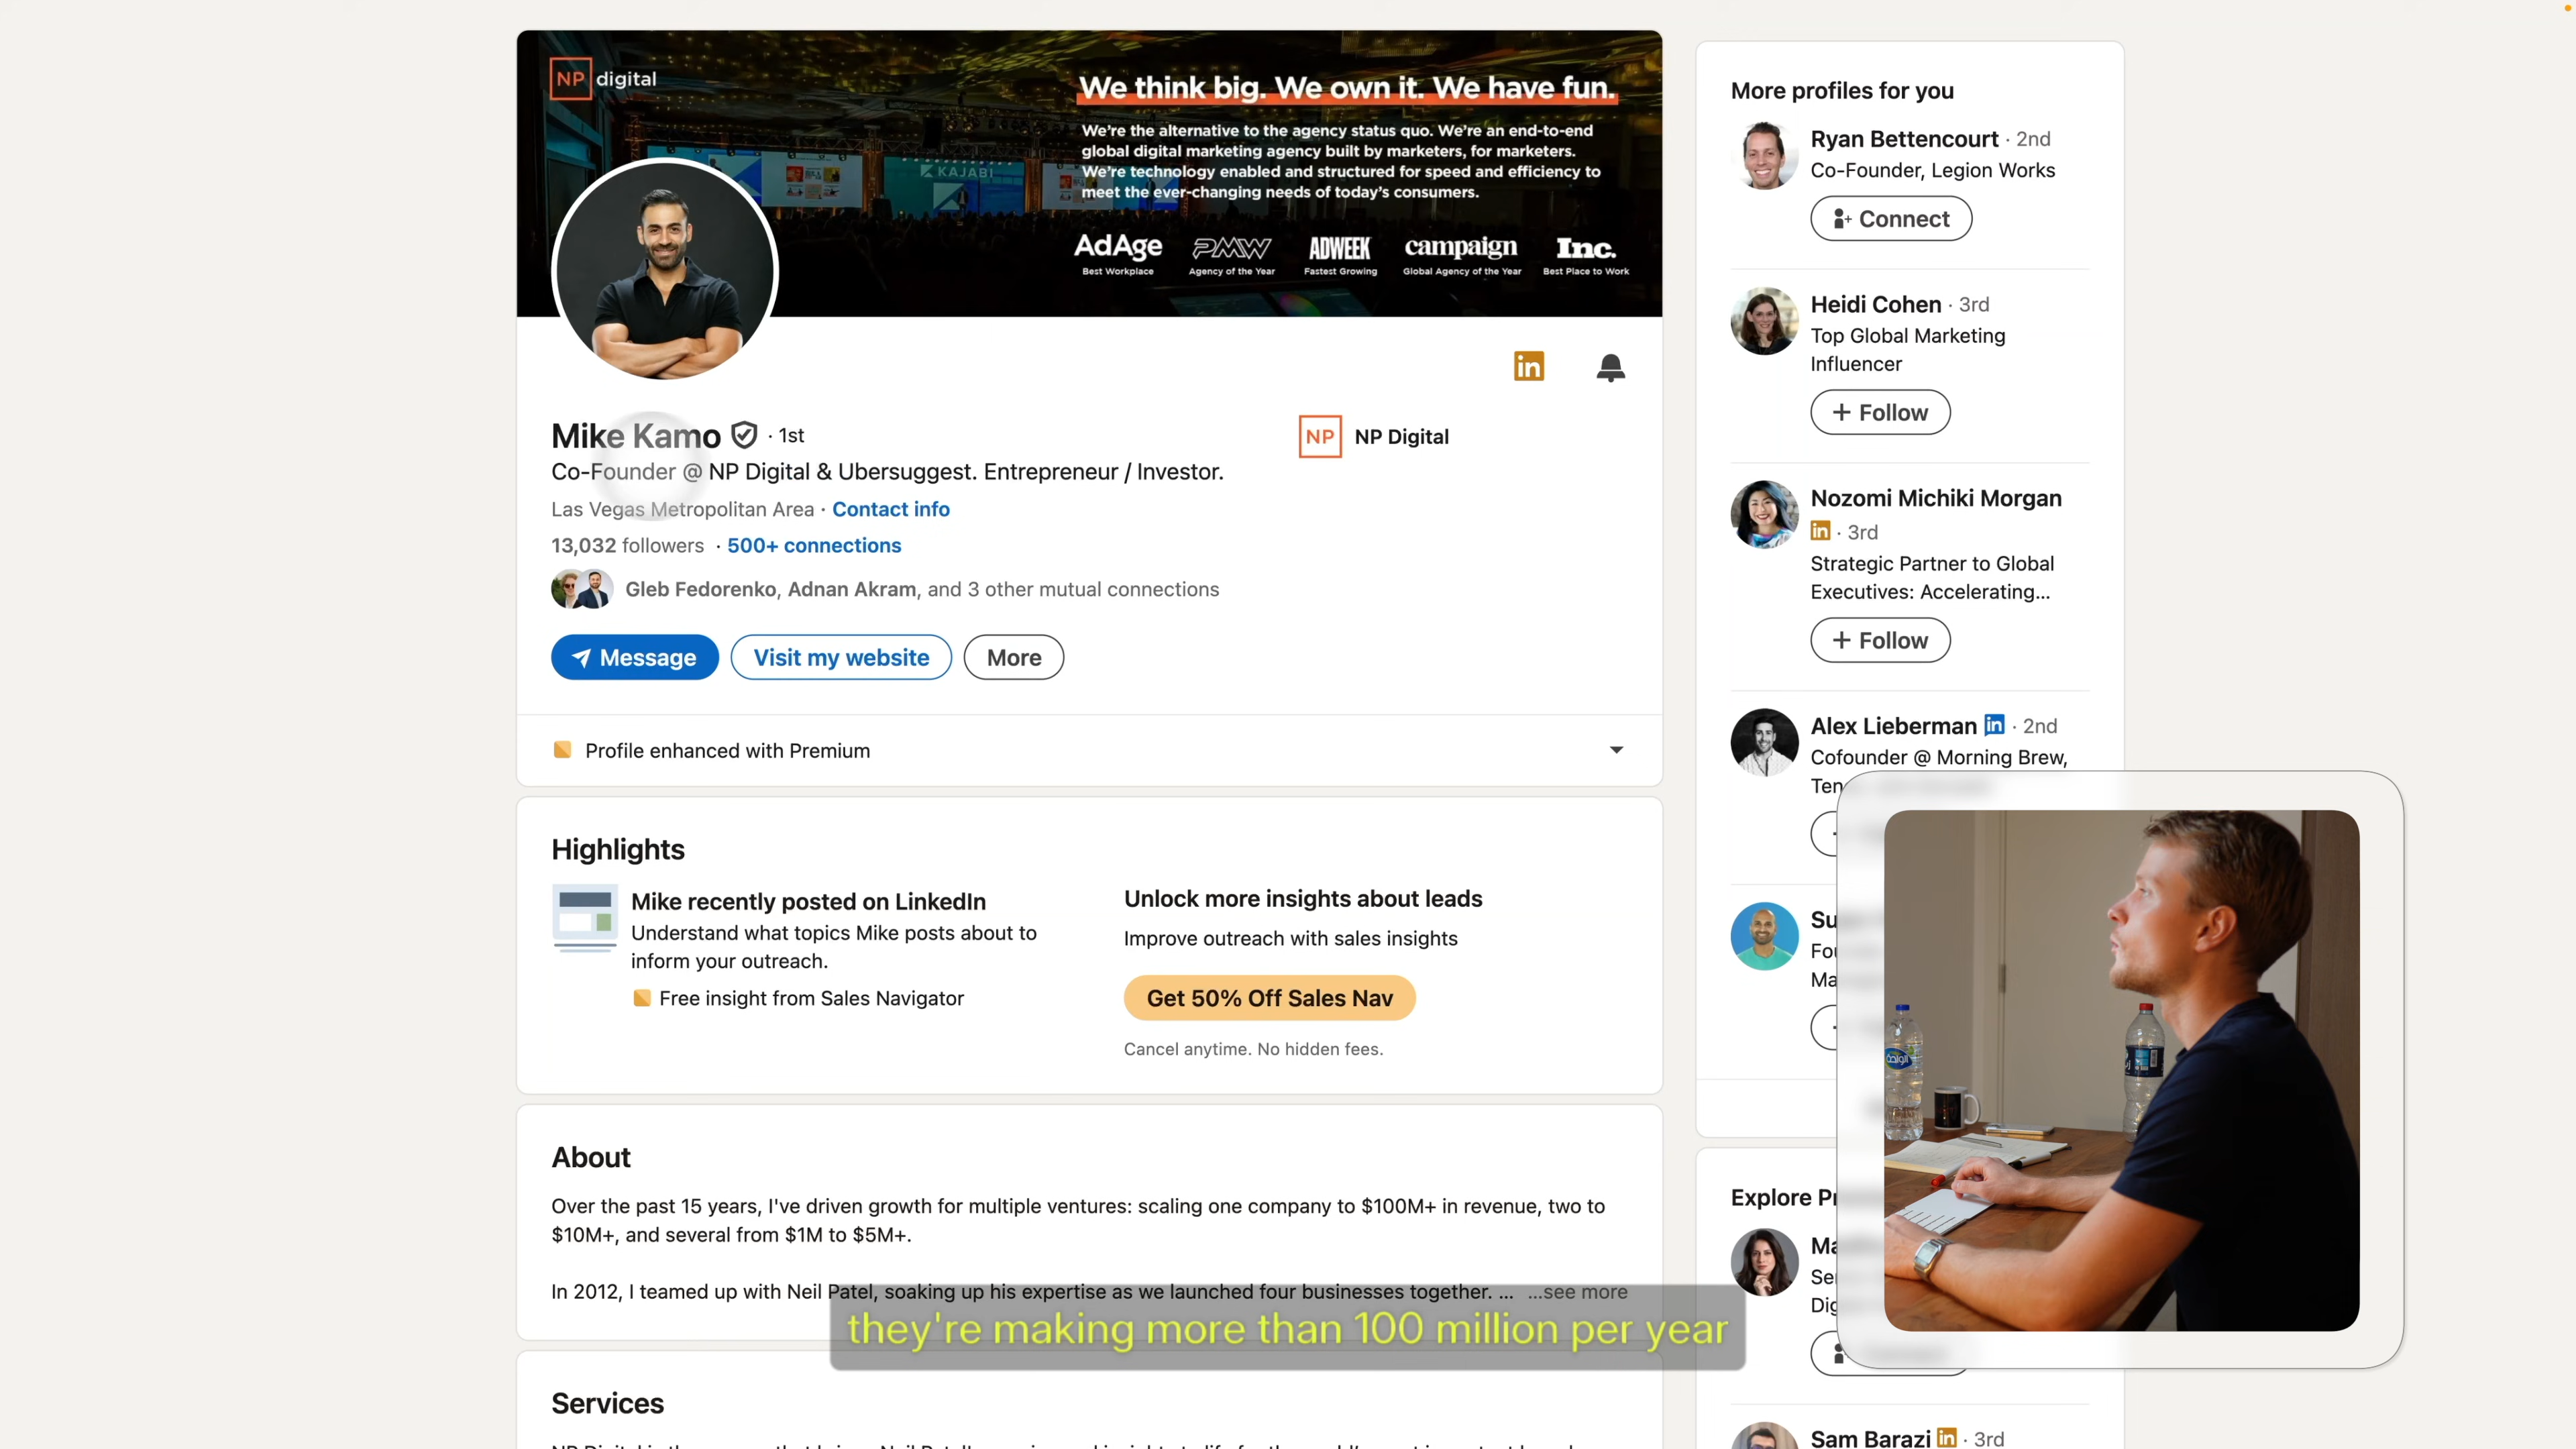 NP digital
KAJABI
We think big. We own it. We have fun.
We're the alternative to the agency status quo. We're an end-to-end
global digital marketing agency built by marketers, for marketers.
We're technology enabled and structured for speed and efficiency to
meet the ever-changing needs of today's consumers.
AdAge
Best Workplace
PMW
Agency of the Year
ADWEEK
Fastest Growing
campaign
Global Agency of the Year
Inc.
Best Place to Work
in
Mike Kamo · 1st
NP NP Digital
Co-Founder @ NP Digital & Ubersuggest. Entrepreneur / Investor.
Las Vegas Metropolitan Area · Contact info
13,032 followers · 500+ connections
Gleb Fedorenko, Adnan Akram, and 3 other mutual connections
Message
Visit my website
More
Profile enhanced with Premium
Highlights
Mike recently posted on LinkedIn
Understand what topics Mike posts about to
inform your outreach.
Free insight from Sales Navigator
Unlock more insights about leads
Improve outreach with sales insights
Get 50% Off Sales Nav
Cancel anytime. No hidden fees.
About
Over the past 15 years, I've driven growth for multiple ventures: scaling one company to $100M+ in revenue, two to
$10M+, and several from $1M to $5M+.
In 2012, I teamed up with Neil Patel, soaking up his expertise as we launched four businesses together. ... ...see more
they're making more than 100 million per year
Services
More profiles for you
Ryan Bettencourt · 2nd
Co-Founder, Legion Works
Connect
Heidi Cohen · 3rd
Top Global Marketing
Influencer
+ Follow
Nozomi Michiki Morgan
in · 3rd
Strategic Partner to Global
Executives: Accelerating...
+ Follow
Alex Lieberman in · 2nd
Cofounder @ Morning Brew,
Explore
Sam Barazi in · 3rd